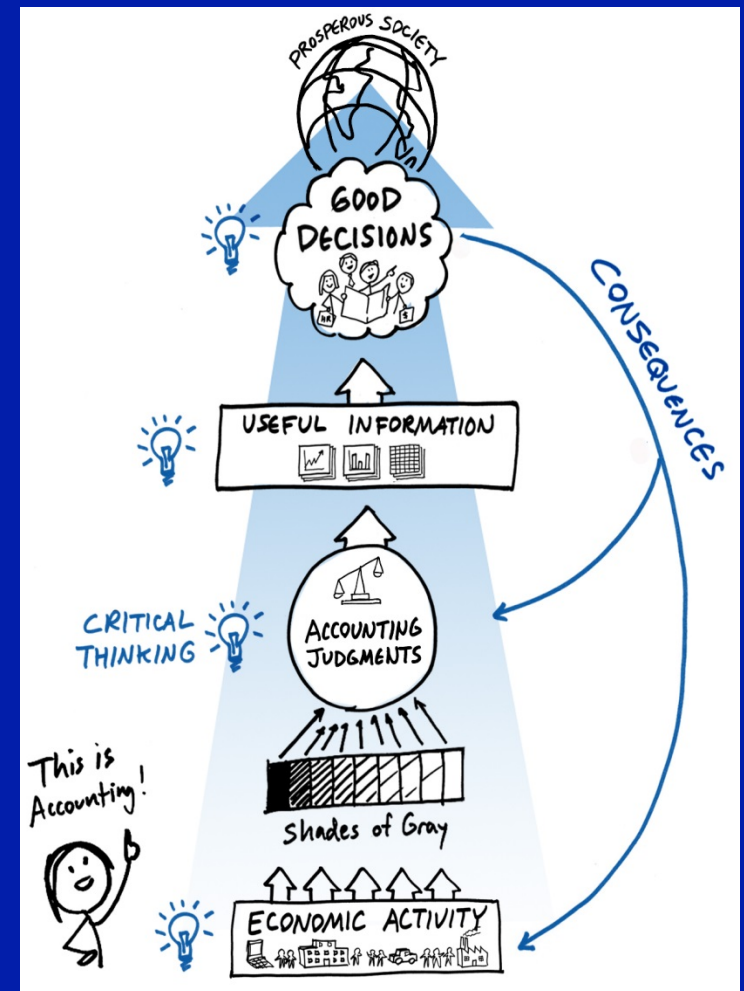 PROSPEROUS SOCIETY
GOOD
DECISIONS
HR
$
CONSEQUENCES
USEFUL INFORMATION
CRITICAL
THINKING
ACCOUNTING
JUDGMENTS
This is
Accounting!
Shades of Gray
ECONOMIC ACTIVITY